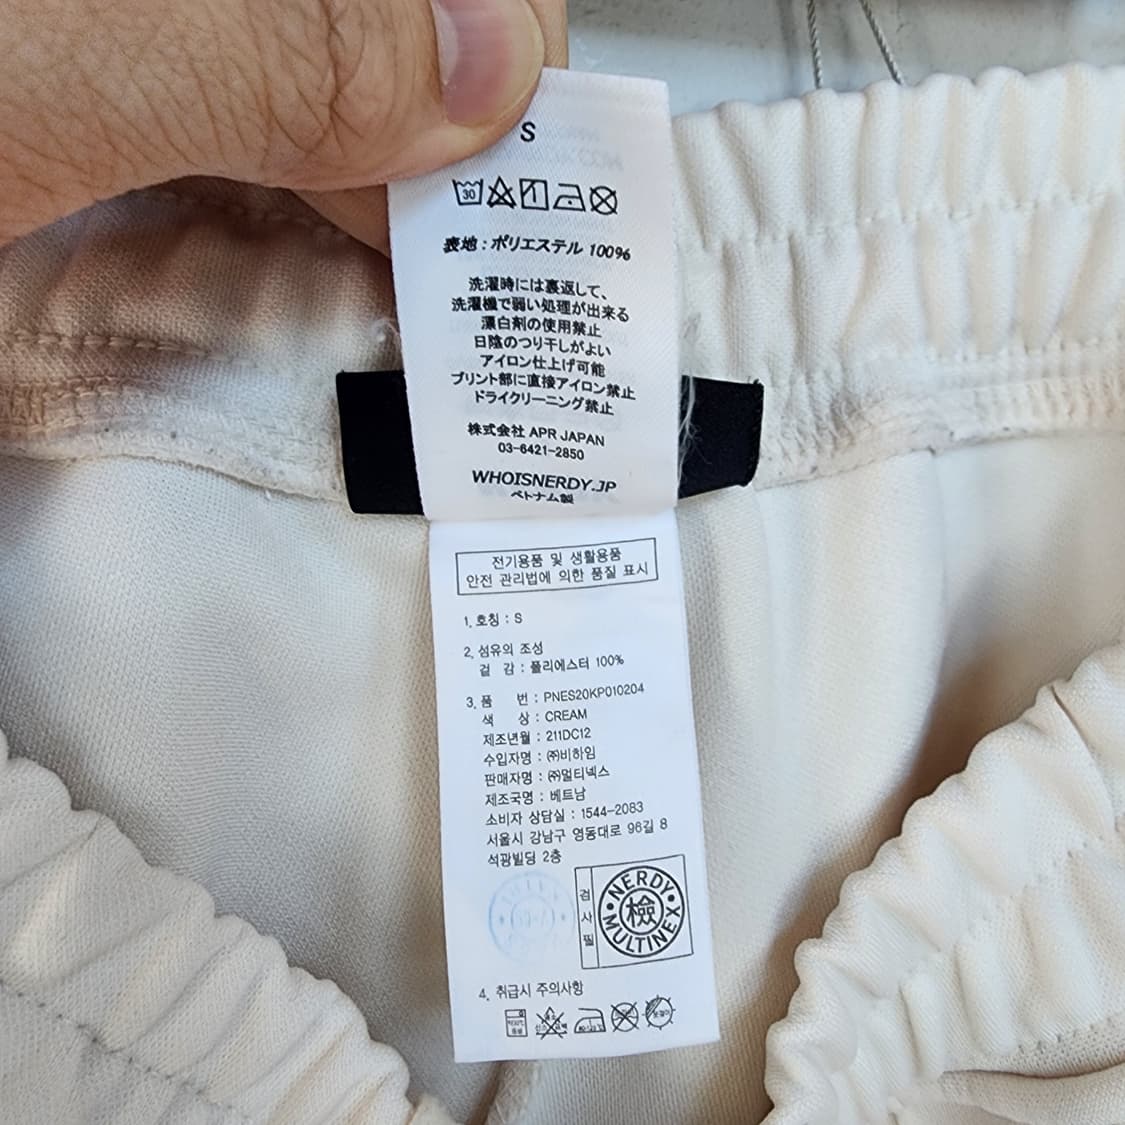 S
30
表地 : ポリエステル 100%
洗濯時には裏返して、
洗濯機で弱い処理が出来る
漂白剤の使用禁止
日陰のつり干しがよい
アイロン仕上げ可能
プリント部に直接アイロン禁止
ドライクリーニング禁止
株式会社 APR JAPAN
03-6421-2850
WHOISNERDY.JP
ベトナム製
전기용품 및 생활용품
안전 관리법에 의한 품질 표시
1. 호칭 : S
2. 섬유의 조성
겉 감 : 폴리에스터 100%
3. 품 번 : PNES20KP010204
색 상 : CREAM
제조년월 : 211DC12
수입자명 : ㈜비하임
판매자명 : ㈜멀티넥스
제조국명 : 베트남
소비자 상담실 : 1544-2083
서울시 강남구 영동대로 96길 8
석광빌딩 2층
검사필
NERDY
檢
MULTINEX
4. 취급시 주의사항